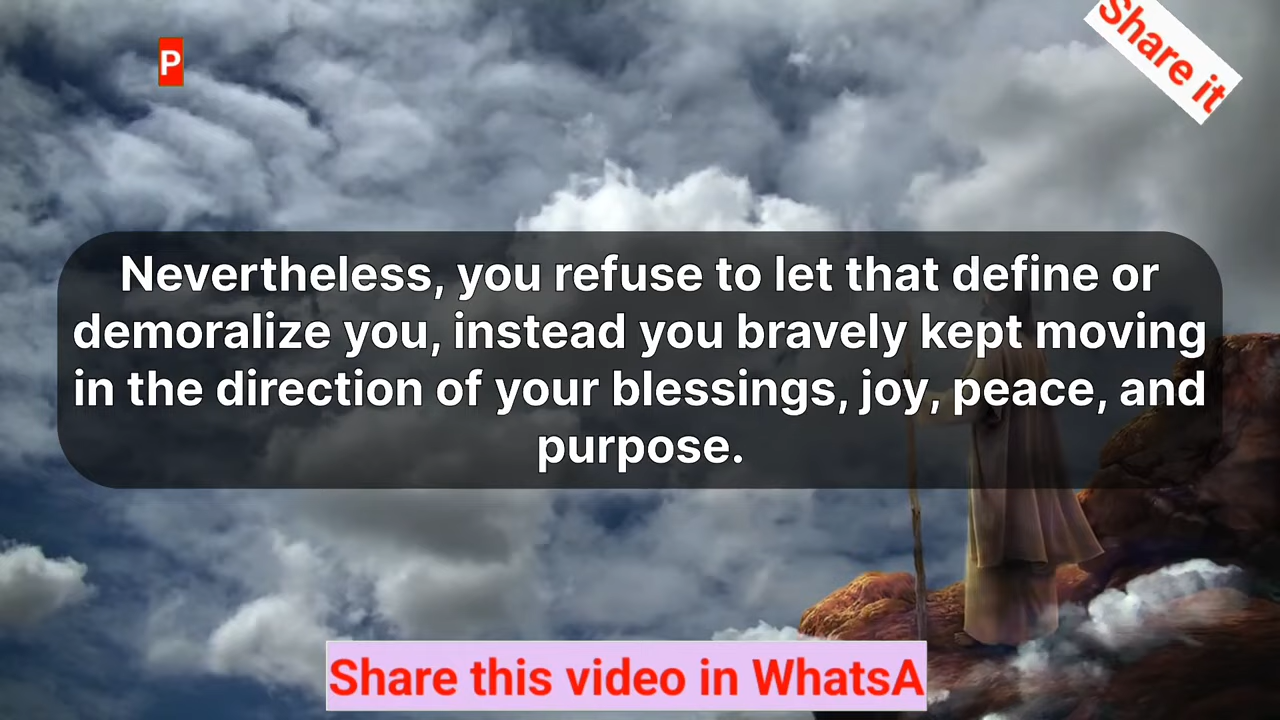 P
Share it
Nevertheless, you refuse to let that define or
demoralize you, instead you bravely kept moving
in the direction of your blessings, joy, peace, and
purpose.
Share this video in WhatsA